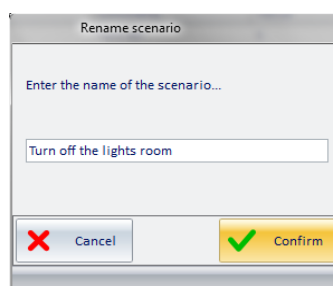 Rename scenario
Enter the name of the scenario...
Turn off the lights room
Cancel
Confirm